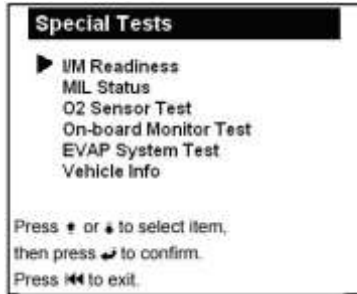 Special Tests
I/M Readiness
MIL Status
O2 Sensor Test
On-board Monitor Test
EVAP System Test
Vehicle Info
Press ⬆ or ⬇ to select item,
then press ↵ to confirm.
Press ⏮ to exit.